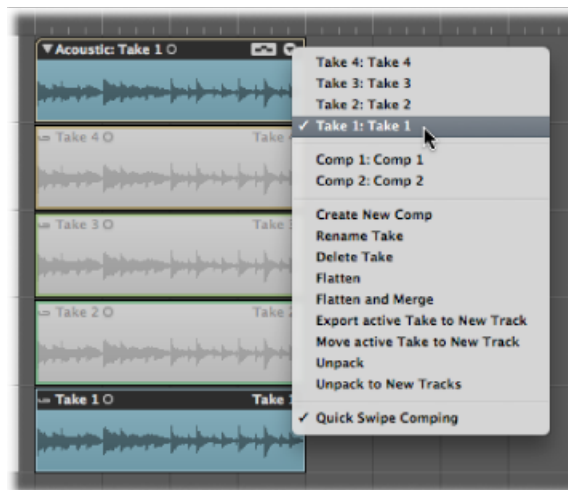 Acoustic: Take 1
Take 4: Take 4
Take 3: Take 3
Take 2: Take 2
✓ Take 1: Take 1
Comp 1: Comp 1
Comp 2: Comp 2
Create New Comp
Rename Take
Delete Take
Flatten
Flatten and Merge
Export active Take to New Track
Move active Take to New Track
Unpack
Unpack to New Tracks
✓ Quick Swipe Comping
Take 4 Take
Take 3 Take
Take 2 Take
Take 1 Take